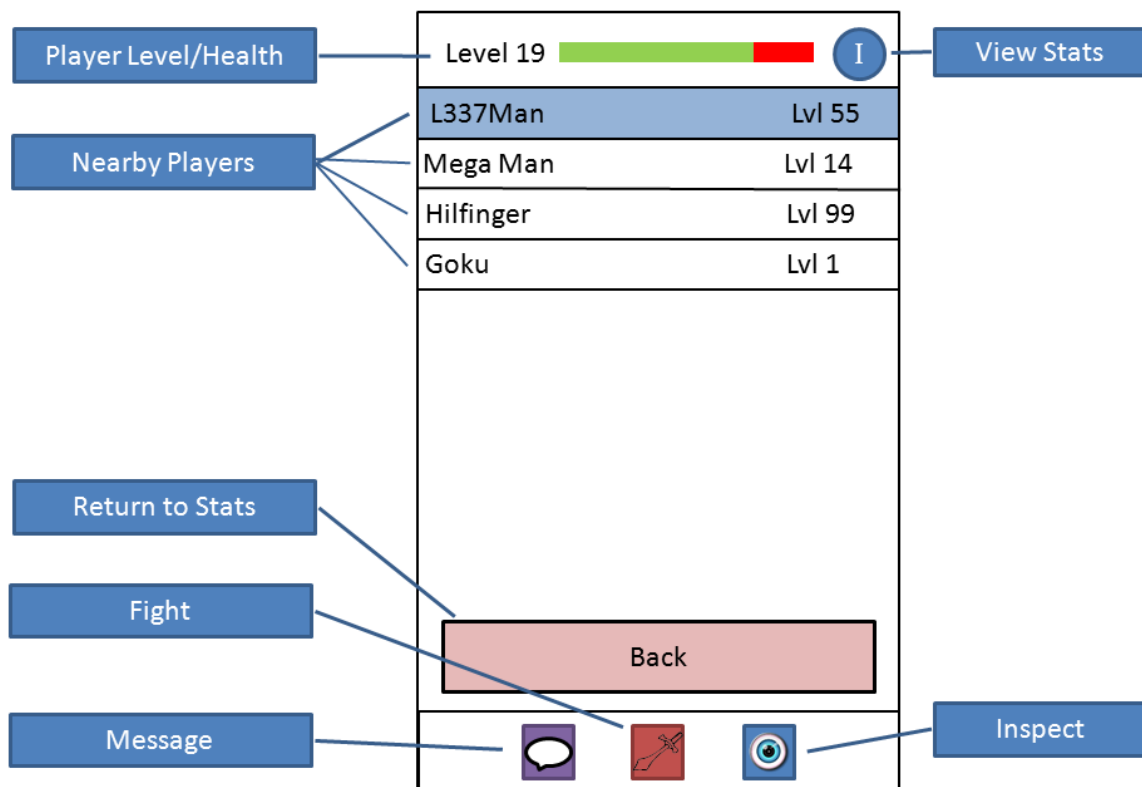 Player Level/Health
Level 19
I
View Stats
L337Man Lvl 55
Nearby Players
Mega Man Lvl 14
Hilfinger Lvl 99
Goku Lvl 1
Return to Stats
Fight
Back
Message
Inspect